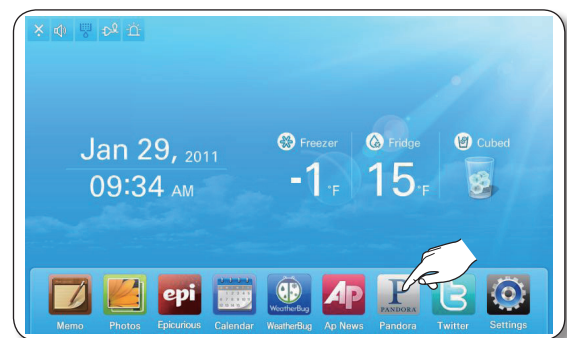 Freezer Fridge Cubed
Jan 29, 2011
-1 °F 15 °F
09:34 AM
epi WeatherBug AP PANDORA
Memo Photos Epicurious Calendar WeatherBug Ap News Pandora Twitter Settings